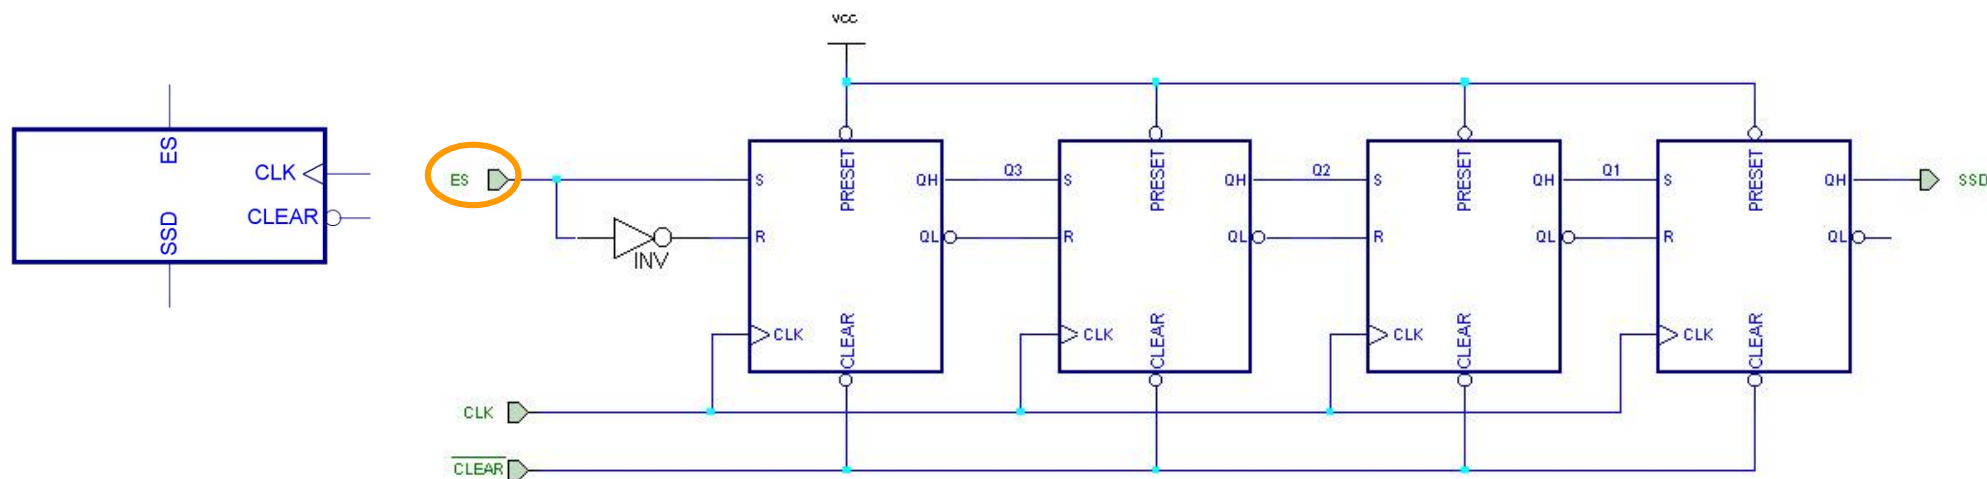 VCC
ES
CLK
CLEAR
SSD
ES
INV
S
R
PRESET
CLEAR
CLK
QH
QL
Q3
S
R
PRESET
CLEAR
CLK
QH
QL
Q2
S
R
PRESET
CLEAR
CLK
QH
QL
Q1
S
R
PRESET
CLEAR
CLK
QH
QL
SSD
CLK
CLEAR